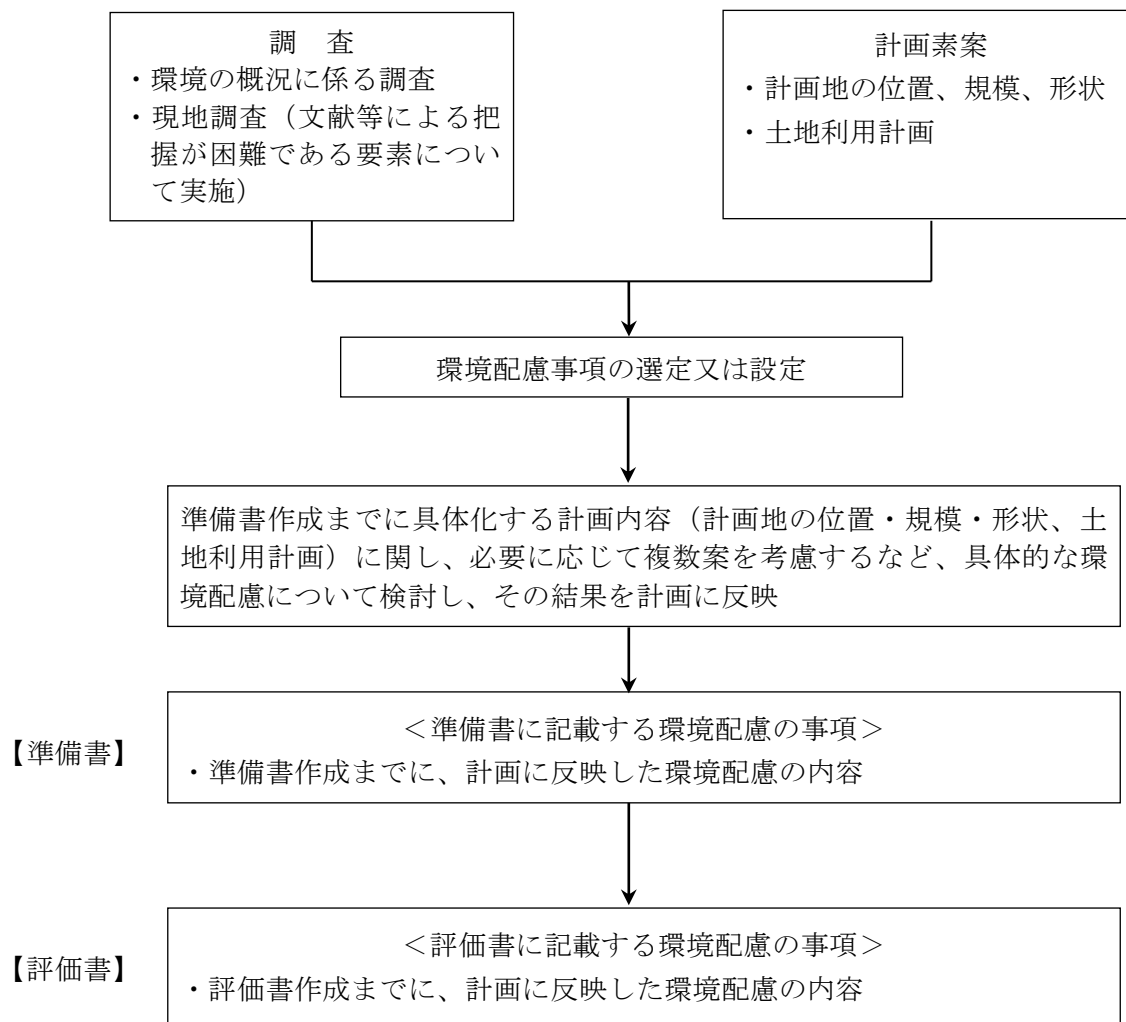 調　査
・環境の概況に係る調査
・現地調査（文献等による把
握が困難である要素につい
て実施）
計画素案
・計画地の位置、規模、形状
・土地利用計画
環境配慮事項の選定又は設定
準備書作成までに具体化する計画内容（計画地の位置・規模・形状、土
地利用計画）に関し、必要に応じて複数案を考慮するなど、具体的な環
境配慮について検討し、その結果を計画に反映
【準備書】
＜準備書に記載する環境配慮の事項＞
・準備書作成までに、計画に反映した環境配慮の内容
【評価書】
＜評価書に記載する環境配慮の事項＞
・評価書作成までに、計画に反映した環境配慮の内容